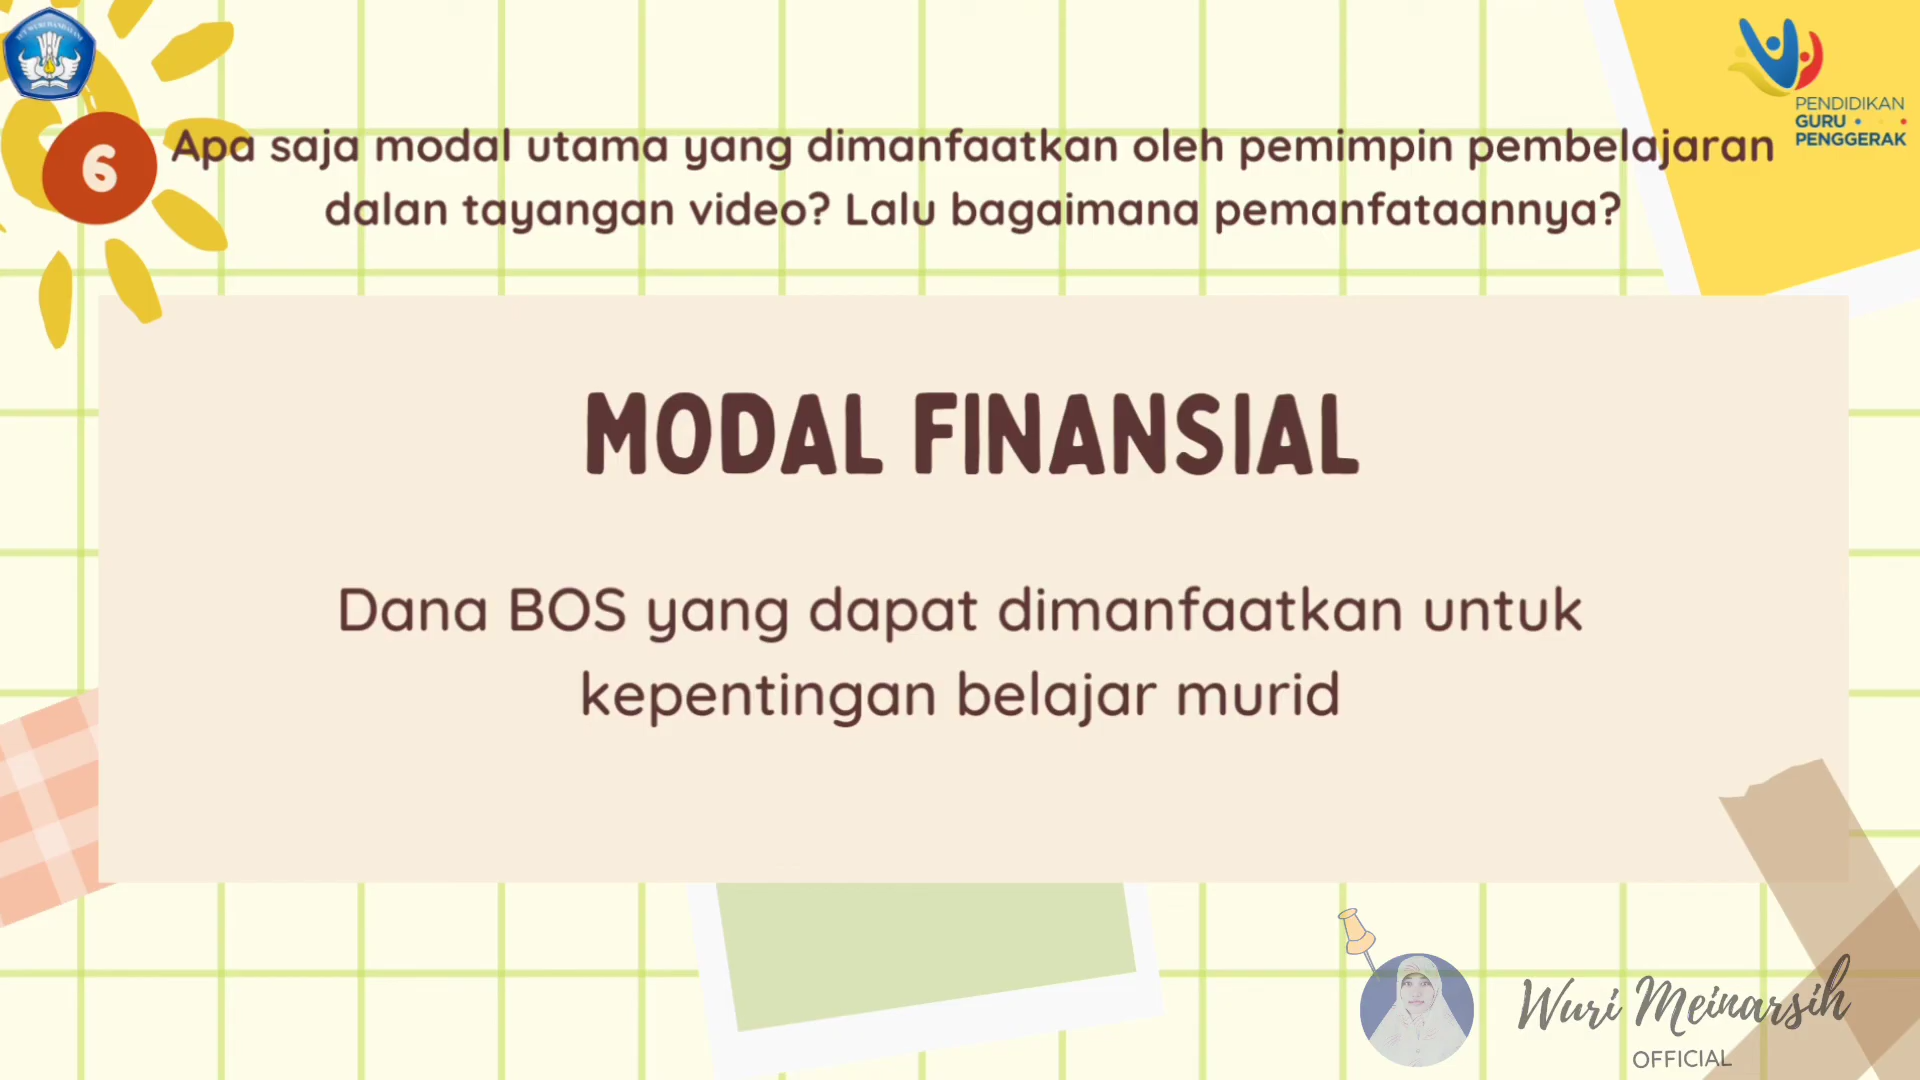 PENDIDIKAN
GURU
PENGGERAK
6
Apa saja modal utama yang dimanfaatkan oleh pemimpin pembelajaran
dalan tayangan video? Lalu bagaimana pemanfataannya?
MODAL FINANSIAL
Dana BOS yang dapat dimanfaatkan untuk
kepentingan belajar murid
Wuri Meinarsih
OFFICIAL